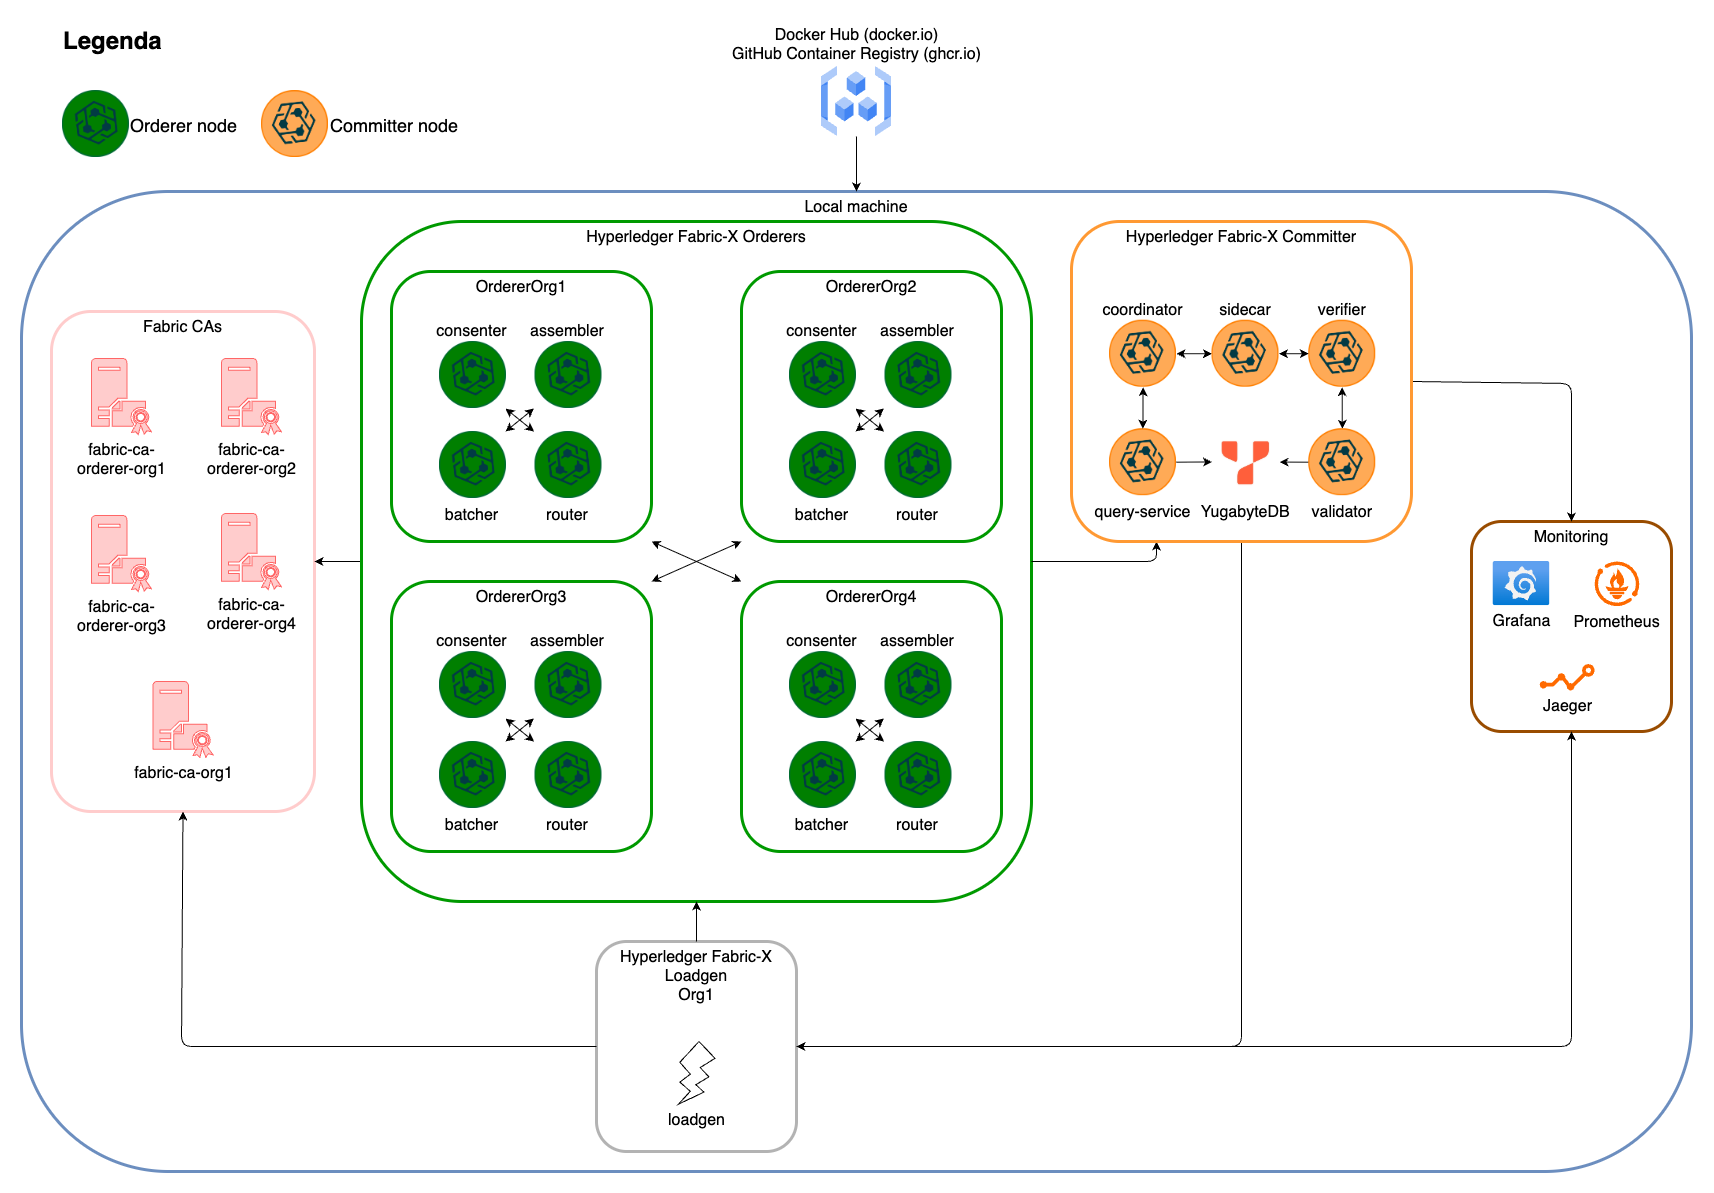 Legenda
Orderer node
Committer node
Docker Hub (docker.io)
GitHub Container Registry (ghcr.io)
Local machine
Fabric CAs
fabric-ca-
orderer-org1
fabric-ca-
orderer-org2
fabric-ca-
orderer-org3
fabric-ca-
orderer-org4
fabric-ca-org1
Hyperledger Fabric-X Orderers
OrdererOrg1
consenter
assembler
batcher
router
OrdererOrg2
consenter
assembler
batcher
router
OrdererOrg3
consenter
assembler
batcher
router
OrdererOrg4
consenter
assembler
batcher
router
Hyperledger Fabric-X Committer
coordinator
sidecar
verifier
query-service
YugabyteDB
validator
Monitoring
Grafana
Prometheus
Jaeger
Hyperledger Fabric-X
Loadgen
Org1
loadgen